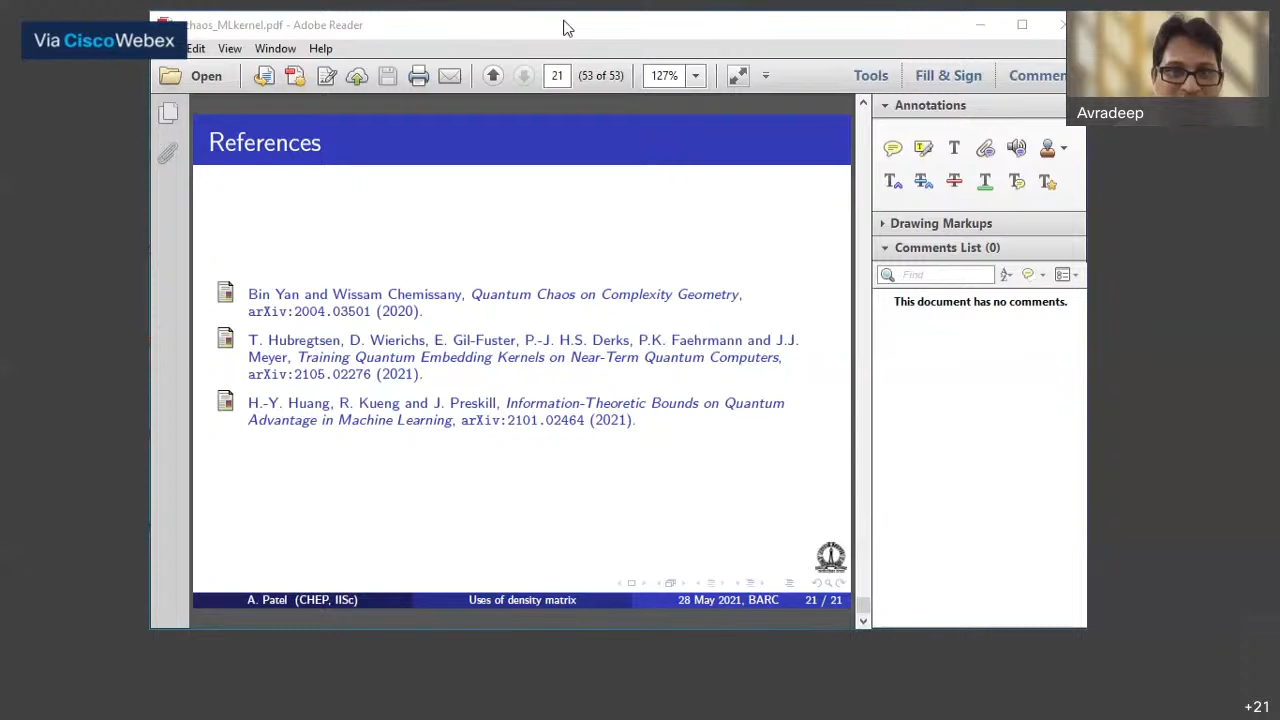 chaos_MLkernel.pdf - Adobe Reader
Via CiscoWebex
Edit View Window Help
Open 21 (53 of 53) 127% Tools Fill & Sign
Avradeep
Annotations
References
Drawing Markups
Comments List (0)
Find
This document has no comments.
Bin Yan and Wissam Chemissany, Quantum Chaos on Complexity Geometry,
arXiv:2004.03501 (2020).
T. Hubregtsen, D. Wierichs, E. Gil-Fuster, P.-J. H.S. Derks, P.K. Faehrmann and J.J.
Meyer, Training Quantum Embedding Kernels on Near-Term Quantum Computers,
arXiv:2105.02276 (2021).
H.-Y. Huang, R. Kueng and J. Preskill, Information-Theoretic Bounds on Quantum
Advantage in Machine Learning, arXiv:2101.02464 (2021).
A. Patel (CHEP, IISc) Uses of density matrix 28 May 2021, BARC 21 / 21
+21